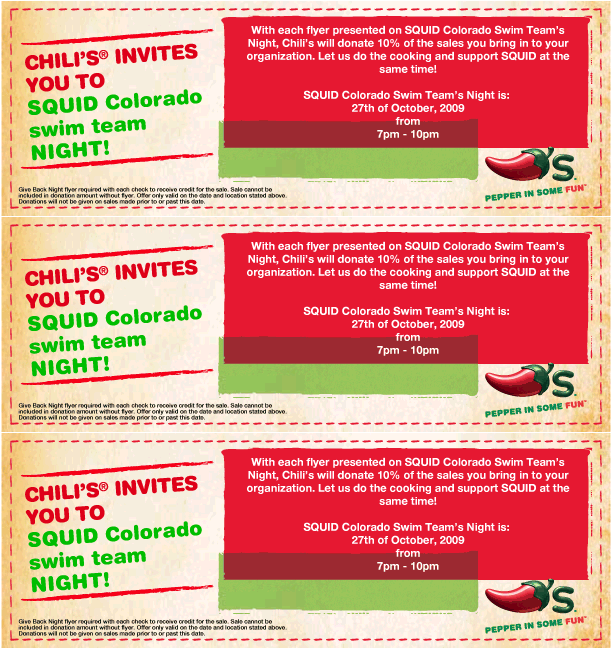 CHILI'S® INVITES
YOU TO
SQUID Colorado
swim team
NIGHT!
With each flyer presented on SQUID Colorado Swim Team's
Night, Chili's will donate 10% of the sales you bring in to your
organization. Let us do the cooking and support SQUID at the
same time!
SQUID Colorado Swim Team's Night is:
27th of October, 2009
from
7pm - 10pm
Give Back Night flyer required with each check to receive credit for the sale. Sale cannot be
included in donation amount without flyer. Offer only valid on the date and location stated above.
Donations will not be given on sales made prior to or past this date.
'S
PEPPER IN SOME FUN™
CHILI'S® INVITES
YOU TO
SQUID Colorado
swim team
NIGHT!
With each flyer presented on SQUID Colorado Swim Team's
Night, Chili's will donate 10% of the sales you bring in to your
organization. Let us do the cooking and support SQUID at the
same time!
SQUID Colorado Swim Team's Night is:
27th of October, 2009
from
7pm - 10pm
Give Back Night flyer required with each check to receive credit for the sale. Sale cannot be
included in donation amount without flyer. Offer only valid on the date and location stated above.
Donations will not be given on sales made prior to or past this date.
'S
PEPPER IN SOME FUN™
CHILI'S® INVITES
YOU TO
SQUID Colorado
swim team
NIGHT!
With each flyer presented on SQUID Colorado Swim Team's
Night, Chili's will donate 10% of the sales you bring in to your
organization. Let us do the cooking and support SQUID at the
same time!
SQUID Colorado Swim Team's Night is:
27th of October, 2009
from
7pm - 10pm
Give Back Night flyer required with each check to receive credit for the sale. Sale cannot be
included in donation amount without flyer. Offer only valid on the date and location stated above.
Donations will not be given on sales made prior to or past this date.
'S
PEPPER IN SOME FUN™